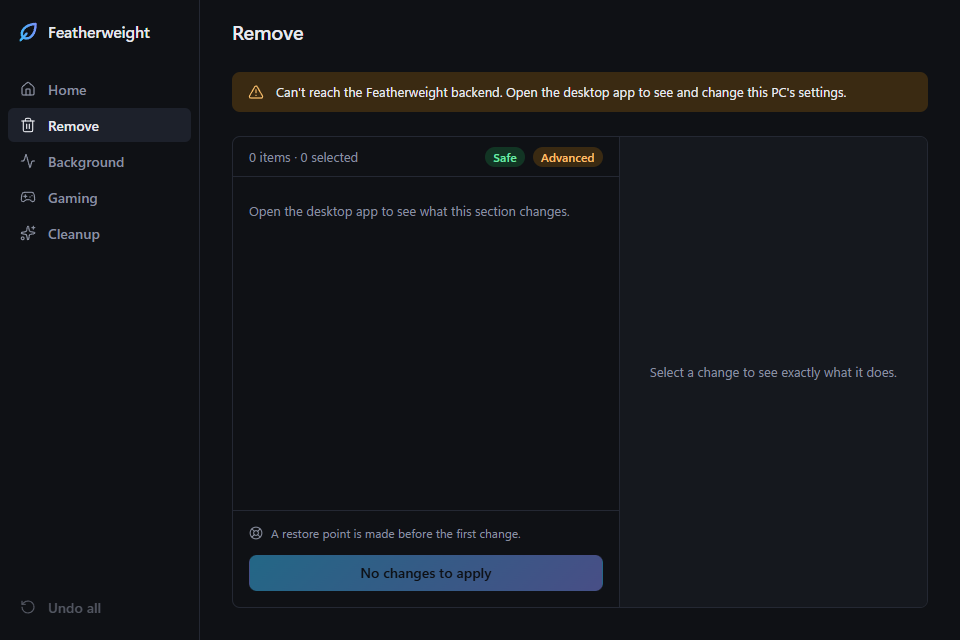 Featherweight
Home
Remove
Background
Gaming
Cleanup
Undo all
Remove
Can't reach the Featherweight backend. Open the desktop app to see and change this PC's settings.
0 items · 0 selected
Safe
Advanced
Open the desktop app to see what this section changes.
A restore point is made before the first change.
No changes to apply
Select a change to see exactly what it does.